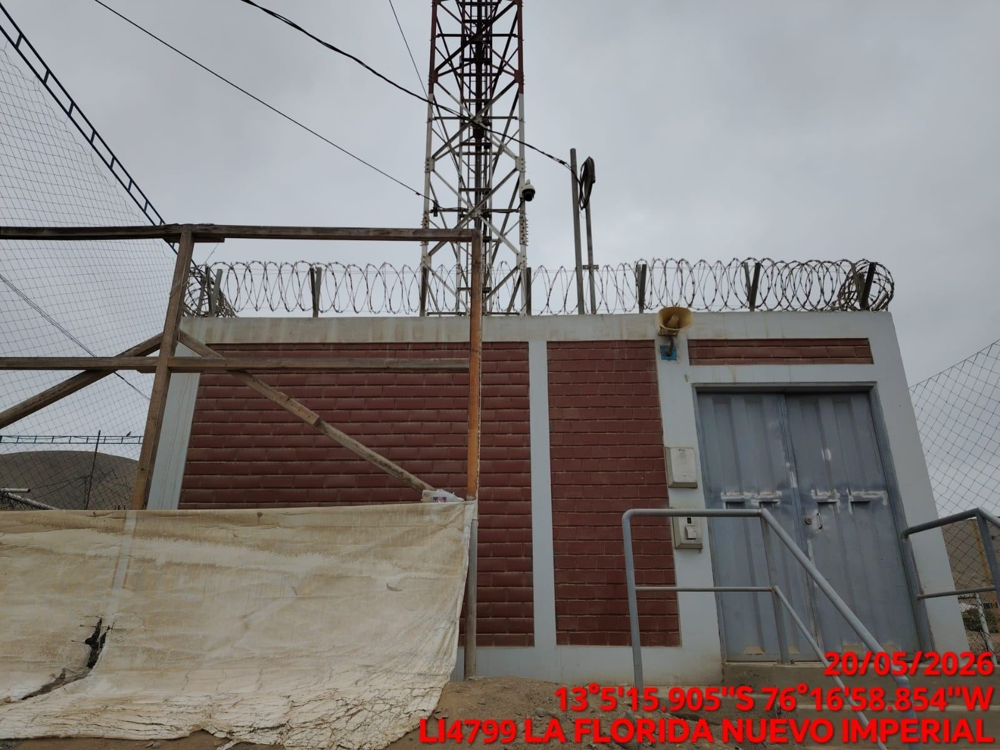 20/05/2026
13°5'15.905"S 76°16'58.854"W
LI4799 LA FLORIDA NUEVO IMPERIAL